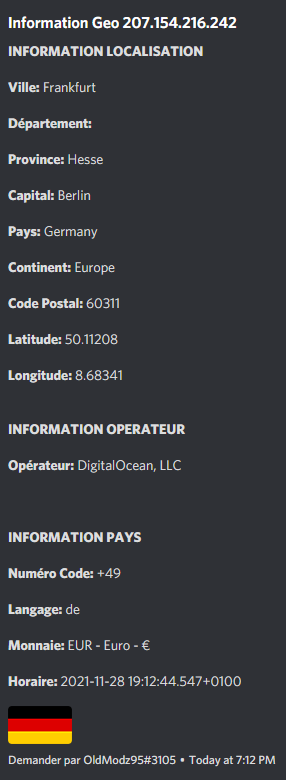 Information Geo 207.154.216.242
INFORMATION LOCALISATION
Ville: Frankfurt
Département:
Province: Hesse
Capital: Berlin
Pays: Germany
Continent: Europe
Code Postal: 60311
Latitude: 50.11208
Longitude: 8.68341
INFORMATION OPERATEUR
Opérateur: DigitalOcean, LLC
INFORMATION PAYS
Numéro Code: +49
Langage: de
Monnaie: EUR - Euro - €
Horaire: 2021-11-28 19:12:44.547+0100
Demander par OldModz95#3105 • Today at 7:12 PM